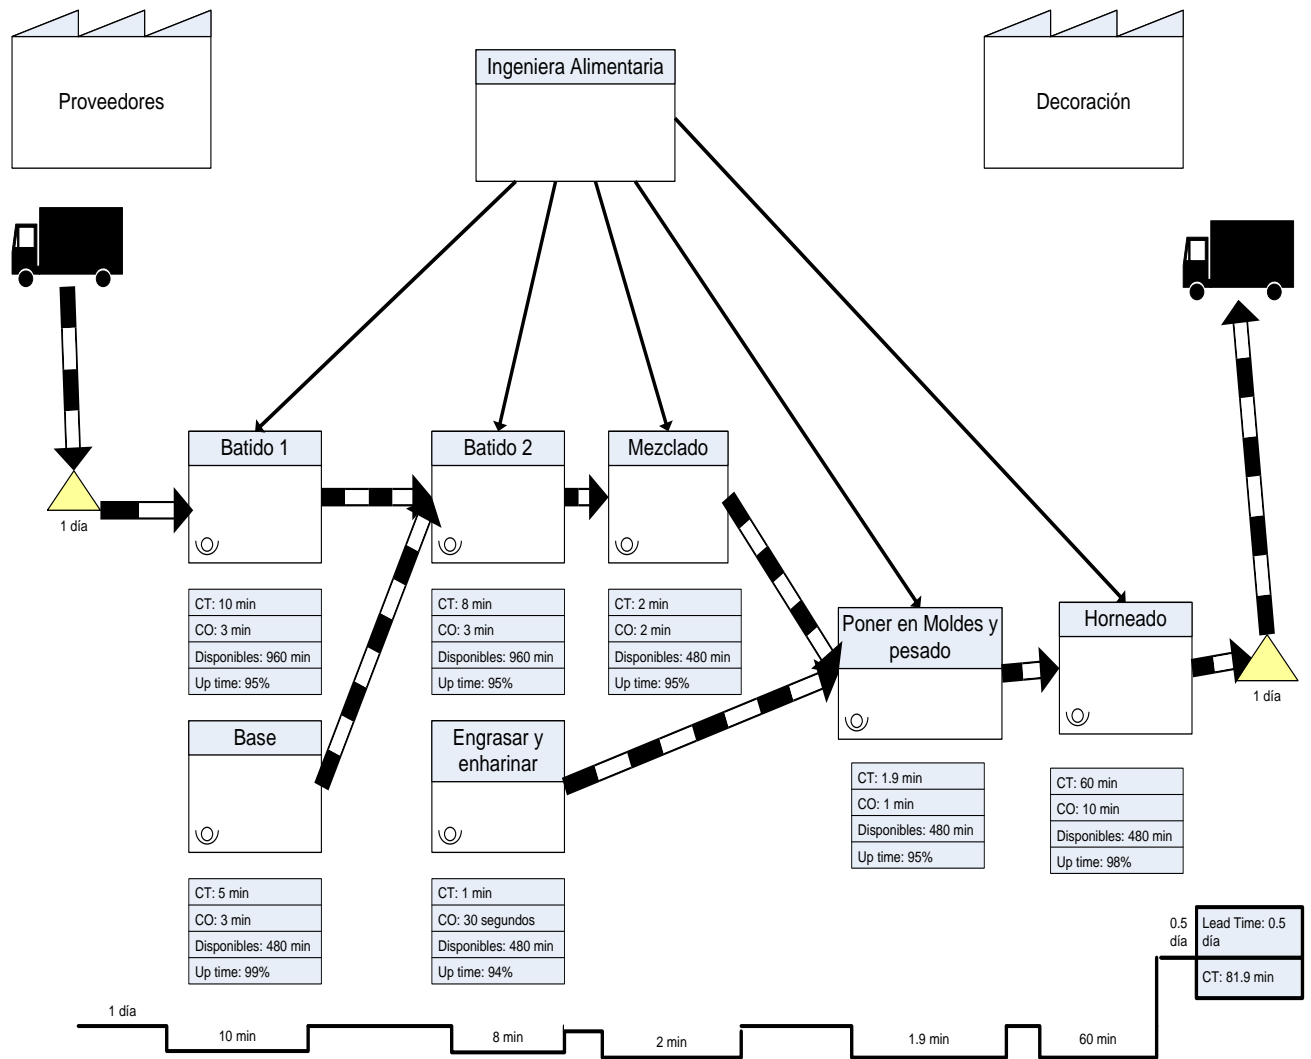 Proveedores
Ingeniera Alimentaria
Decoración
Batido 1
Batido 2
Mezclado
1 día
CT: 10 min
CO: 3 min
Disponibles: 960 min
Up time: 95%
CT: 8 min
CO: 3 min
Disponibles: 960 min
Up time: 95%
CT: 2 min
CO: 2 min
Disponibles: 480 min
Up time: 95%
Poner en Moldes y
pesado
Horneado
1 día
Base
Engrasar y
enharinar
CT: 1.9 min
CO: 1 min
Disponibles: 480 min
Up time: 95%
CT: 60 min
CO: 10 min
Disponibles: 480 min
Up time: 98%
CT: 5 min
CO: 3 min
Disponibles: 480 min
Up time: 99%
CT: 1 min
CO: 30 segundos
Disponibles: 480 min
Up time: 94%
0.5
día
Lead Time: 0.5
día
CT: 81.9 min
1 día
10 min
8 min
2 min
1.9 min
60 min